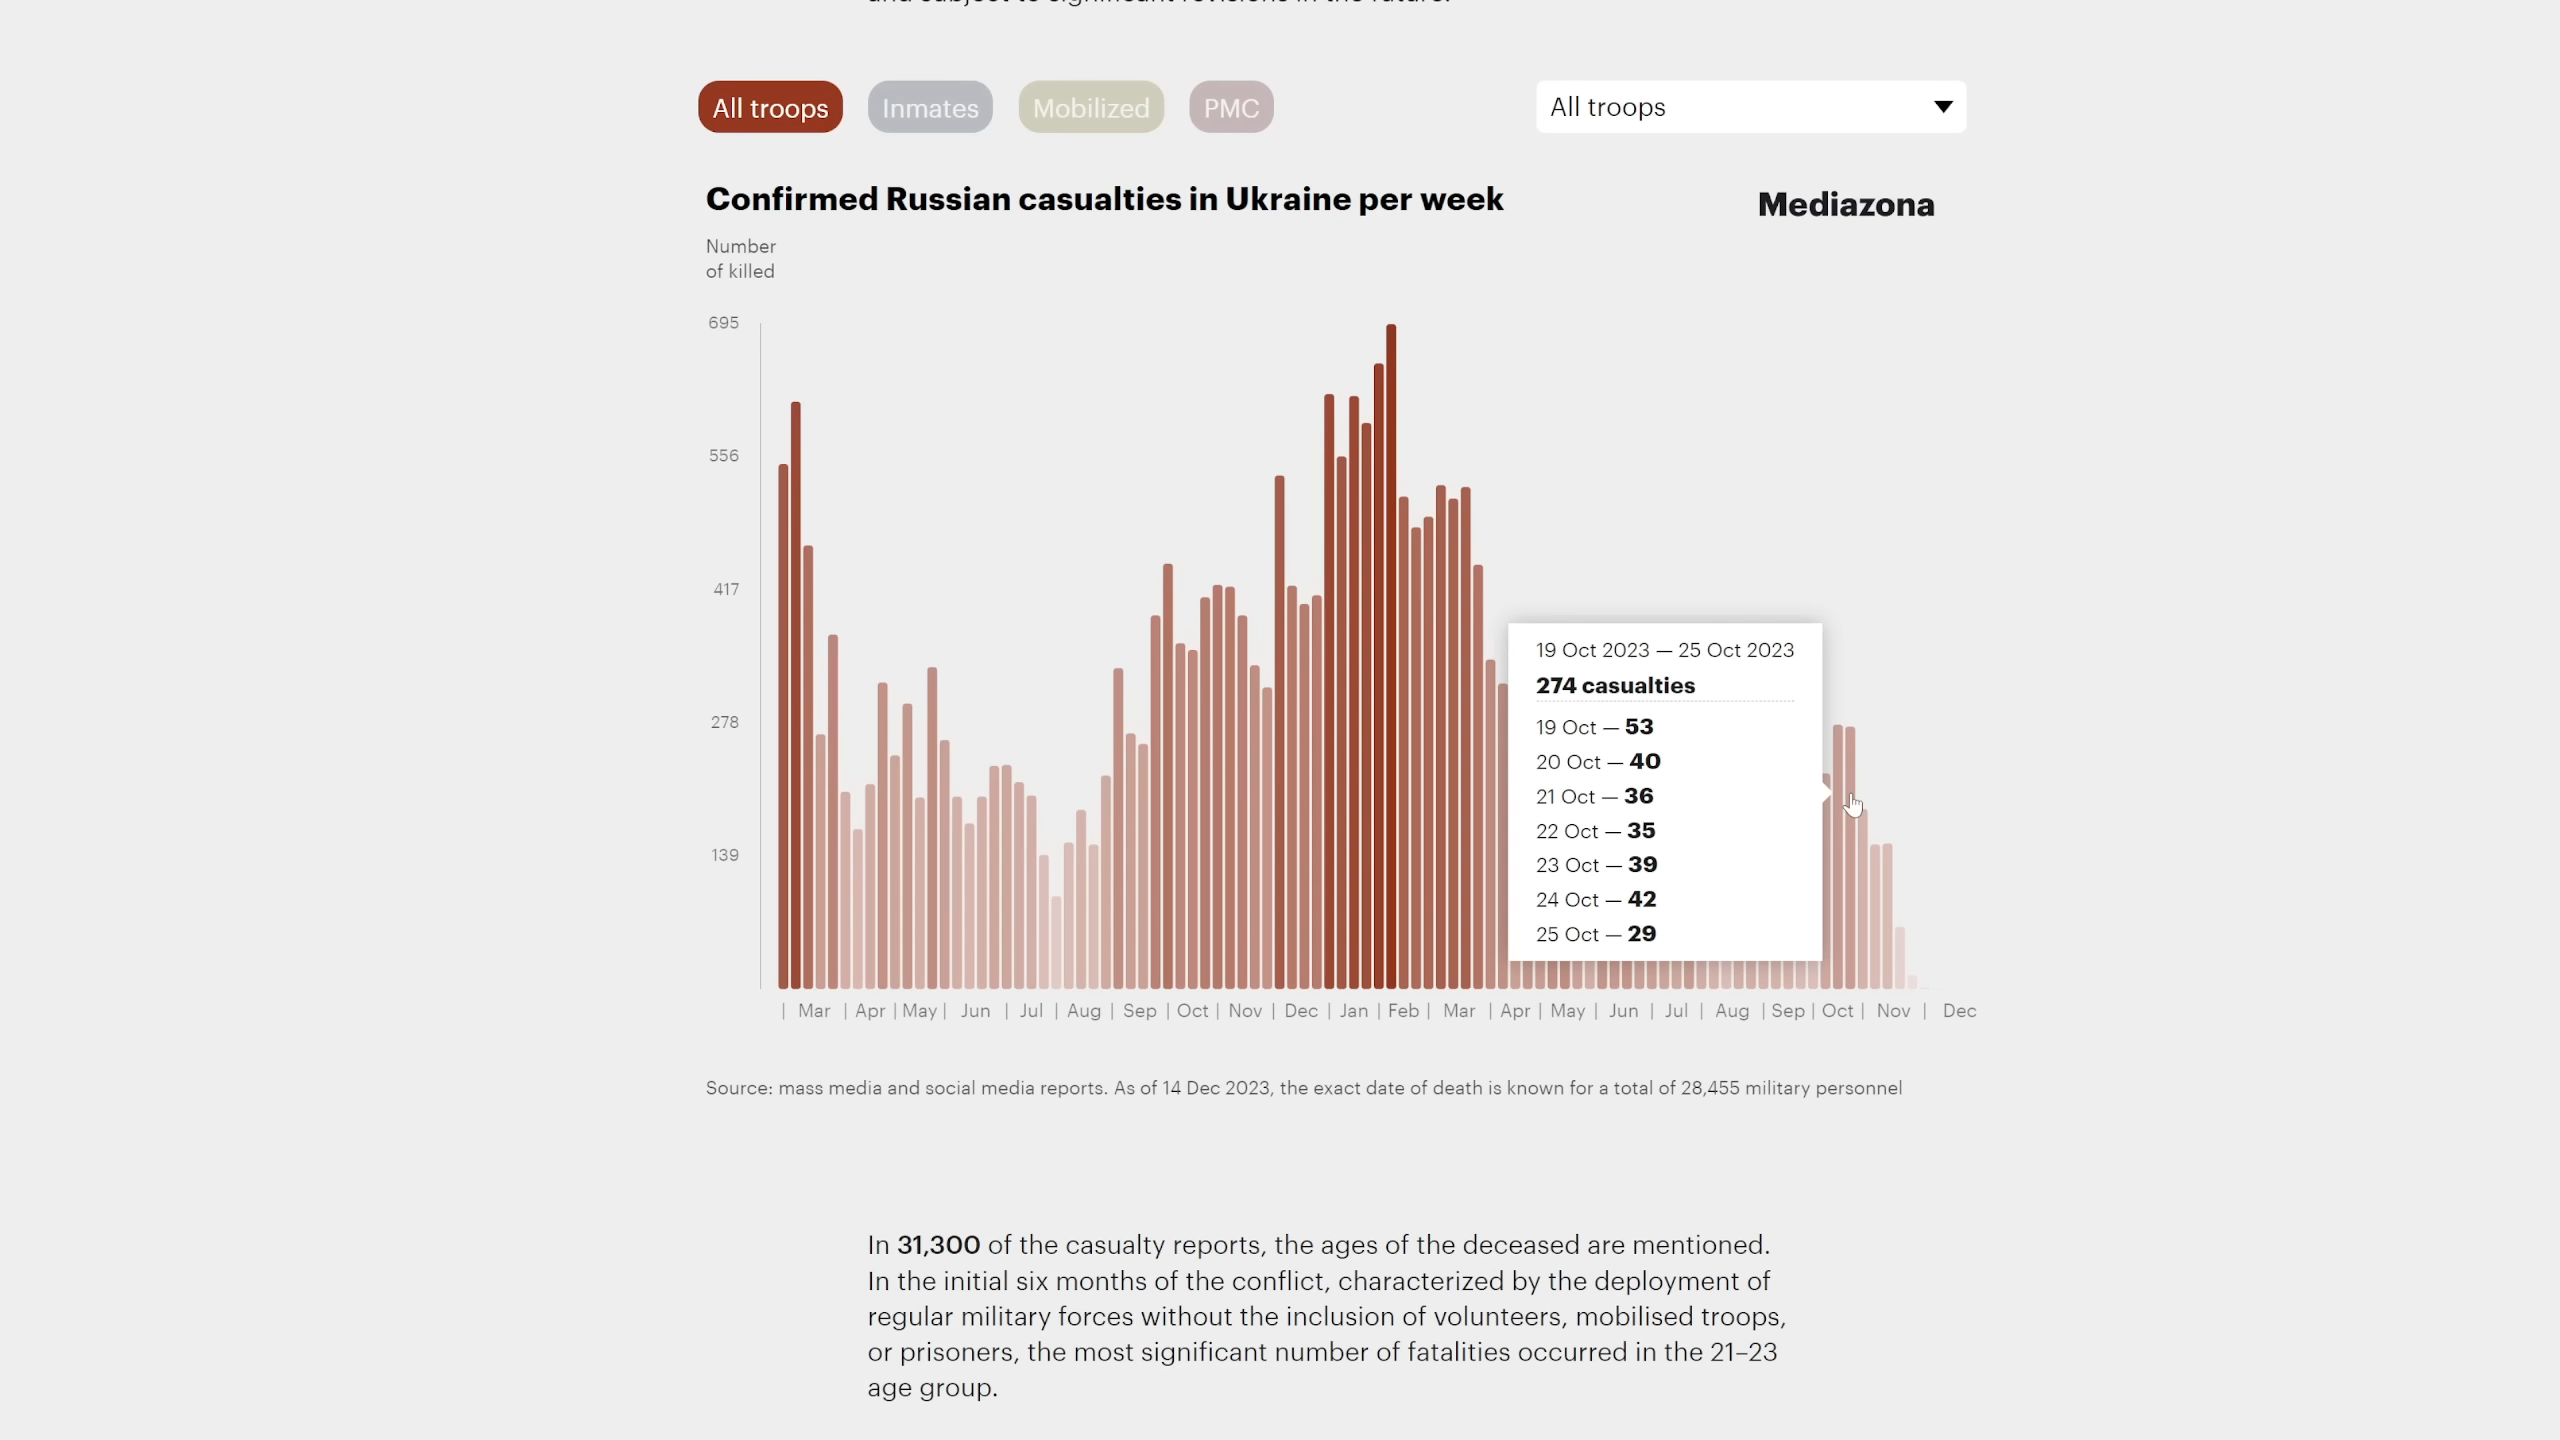 and subject to significant revisions in the future.
All troops Inmates Mobilized PMC All troops
Confirmed Russian casualties in Ukraine per week
Mediazona
Number
of killed
695
556
417
278
139
19 Oct 2023 — 25 Oct 2023
274 casualties
19 Oct — 53
20 Oct — 40
21 Oct — 36
22 Oct — 35
23 Oct — 39
24 Oct — 42
25 Oct — 29
| Mar | Apr | May | Jun | Jul | Aug | Sep | Oct | Nov | Dec | Jan | Feb | Mar | Apr | May | Jun | Jul | Aug | Sep | Oct | Nov | Dec
Source: mass media and social media reports. As of 14 Dec 2023, the exact date of death is known for a total of 28,455 military personnel
In 31,300 of the casualty reports, the ages of the deceased are mentioned.
In the initial six months of the conflict, characterized by the deployment of
regular military forces without the inclusion of volunteers, mobilised troops,
or prisoners, the most significant number of fatalities occurred in the 21–23
age group.